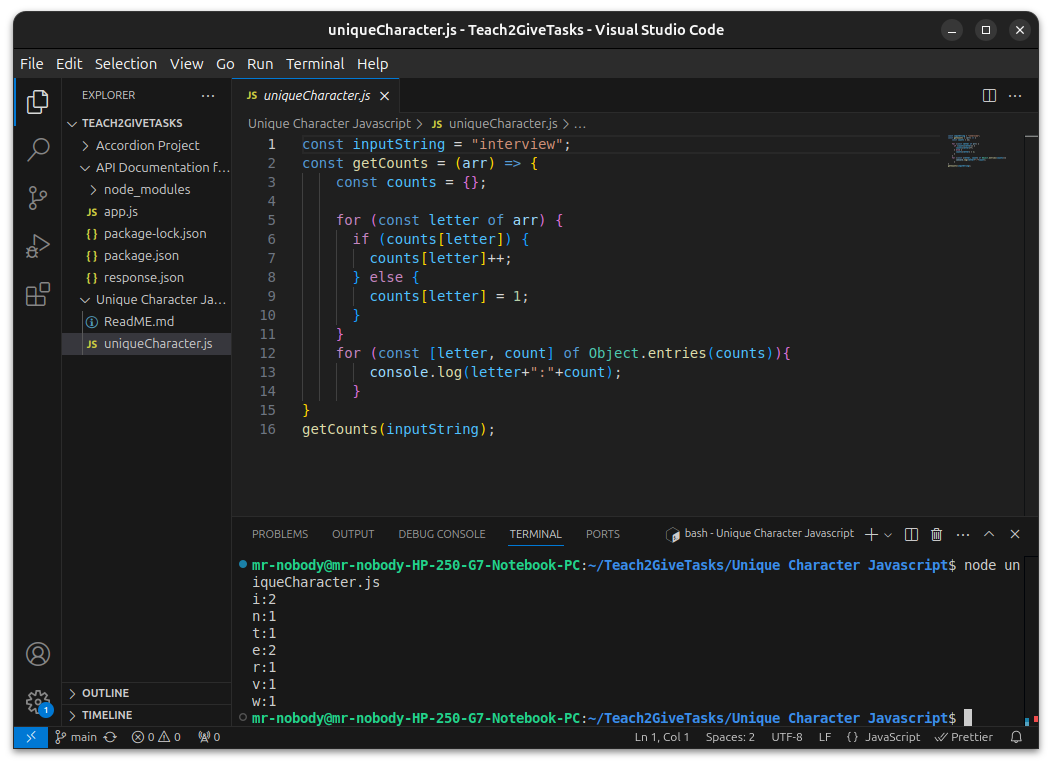 uniqueCharacter.js - Teach2GiveTasks - Visual Studio Code
File Edit Selection View Go Run Terminal Help
EXPLORER
TEACH2GIVETASKS
Accordion Project
API Documentation f...
node_modules
JS app.js
{} package-lock.json
{} package.json
{} response.json
Unique Character Ja...
ReadME.md
JS uniqueCharacter.js
OUTLINE
TIMELINE
JS uniqueCharacter.js
Unique Character Javascript > JS uniqueCharacter.js > ...
1 const inputString = "interview";
2 const getCounts = (arr) => {
3 const counts = {};
4
5 for (const letter of arr) {
6 if (counts[letter]) {
7 counts[letter]++;
8 } else {
9 counts[letter] = 1;
10 }
11 }
12 for (const [letter, count] of Object.entries(counts)){
13 console.log(letter+":"+count);
14 }
15 }
16 getCounts(inputString);
PROBLEMS OUTPUT DEBUG CONSOLE TERMINAL PORTS
bash - Unique Character Javascript
mr-nobody@mr-nobody-HP-250-G7-Notebook-PC:~/Teach2GiveTasks/Unique Character Javascript$ node un
iqueCharacter.js
i:2
n:1
t:1
e:2
r:1
v:1
w:1
mr-nobody@mr-nobody-HP-250-G7-Notebook-PC:~/Teach2GiveTasks/Unique Character Javascript$
1
main 0 0 0 Ln 1, Col 1 Spaces: 2 UTF-8 LF {} JavaScript Prettier